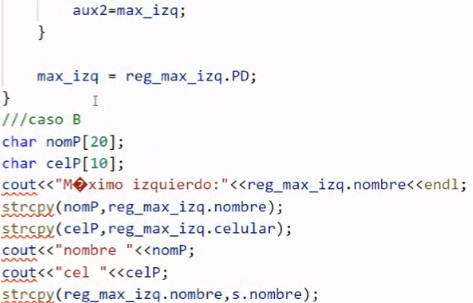 aux2=max_izq;
}
max_izq = reg_max_izq.PD;
}
///caso B
char nomP[20];
char celP[10];
cout<<"M�ximo izquierdo:"<<reg_max_izq.nombre<<endl;
strcpy(nomP,reg_max_izq.nombre);
strcpy(celP,reg_max_izq.celular);
cout<<"nombre "<<nomP;
cout<<"cel "<<celP;
strcpy(reg_max_izq.nombre,s.nombre);